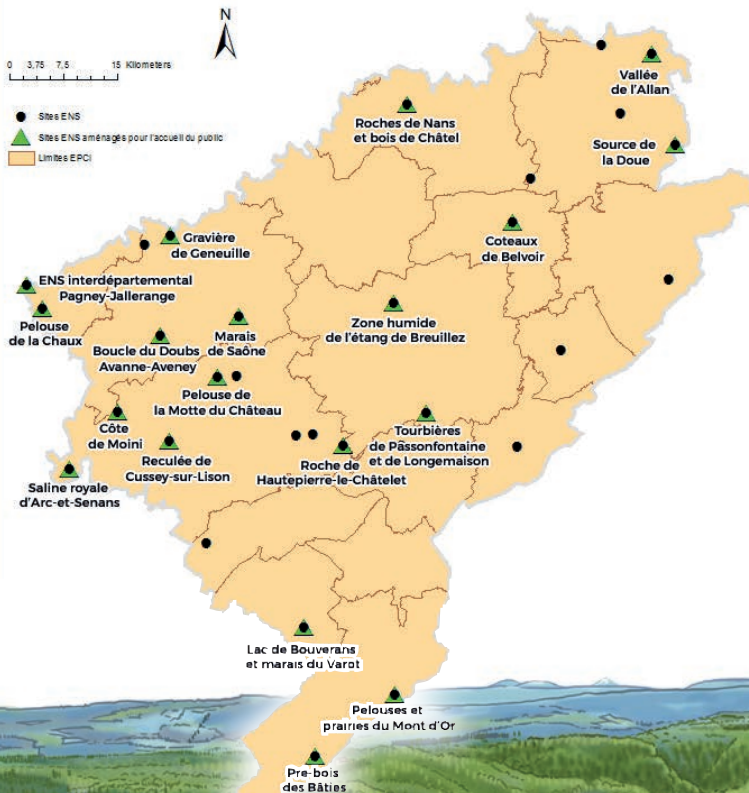 N
0 3,75 7,5 15 Kilometers
Sites ENS
Sites ENS aménagés pour l'accueil du public
Limites EPCI
Vallée
de l'Allan
Roches de Nans
et bois de Châtel
Source de
la Doue
Gravière
de Geneuille
Coteaux
de Belvoir
ENS interdépartemental
Pagney-Jallerange
Pelouse
de la Chaux
Zone humide
de l'étang de Breuillez
Marais
de Saône
Boucle du Doubs
Avanne-Aveney
Pelouse de
la Motte du Château
Côte
de Moini
Tourbières
de Passonfontaine
et de Longemaison
Reculée de
Cussey-sur-Lison
Roche de
Hautepierre-le-Châtelet
Saline royale
d'Arc-et-Senans
Lac de Bouverans
et marais du Varot
Pelouses et
prairies du Mont d'Or
Pré-bois
des Bâties